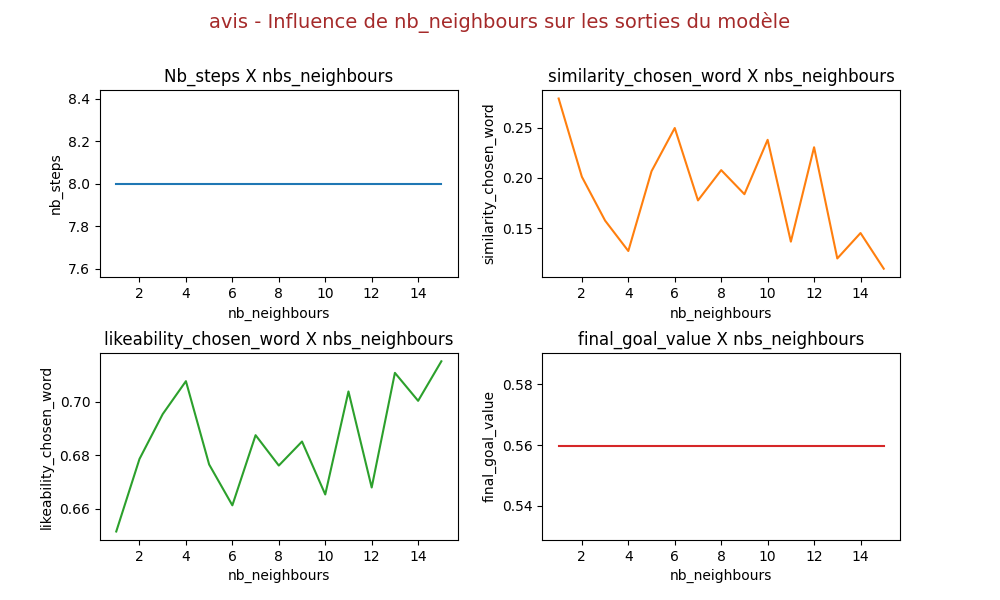 avis - Influence de nb_neighbours sur les sorties du modèle
Nb_steps X nbs_neighbours
8.4
8.2
8.0
7.8
7.6
nb_steps
2 4 6 8 10 12 14
nb_neighbours
similarity_chosen_word X nbs_neighbours
0.25
0.20
0.15
similarity_chosen_word
2 4 6 8 10 12 14
nb_neighbours
likeability_chosen_word X nbs_neighbours
0.70
0.68
0.66
likeability_chosen_word
2 4 6 8 10 12 14
nb_neighbours
final_goal_value X nbs_neighbours
0.58
0.56
0.54
final_goal_value
2 4 6 8 10 12 14
nb_neighbours